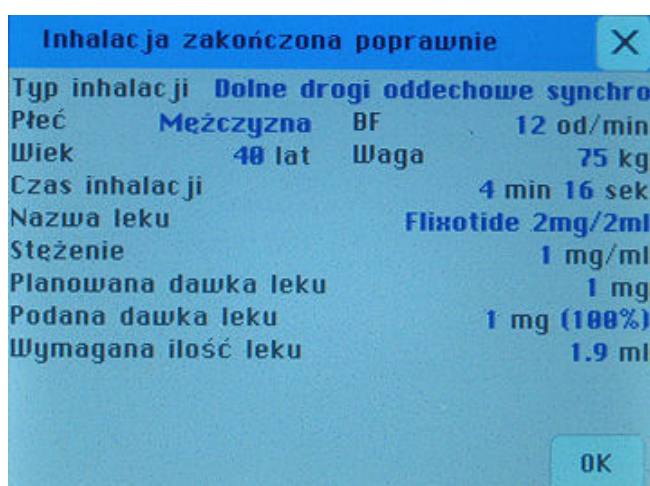 Inhalacja zakończona poprawnie
Typ inhalacji Dolne drogi oddechowe synchro
Płeć Mężczyzna BF 12 od/min
Wiek 40 lat Waga 75 kg
Czas inhalacji 4 min 16 sek
Nazwa leku Flixotide 2mg/2ml
Stężenie 1 mg/ml
Planowana dawka leku 1 mg
Podana dawka leku 1 mg (100%)
Wymagana ilość leku 1.9 ml
OK